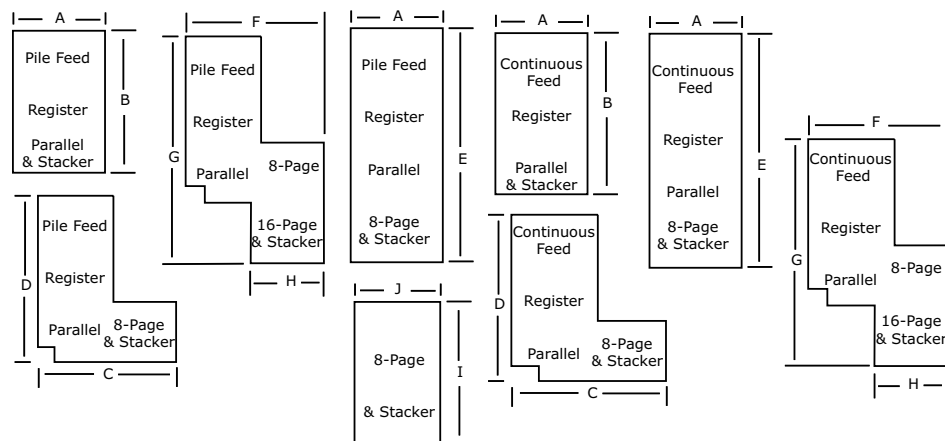 A
Pile Feed
Register
Parallel
& Stacker
B
F
Pile Feed
Register
Parallel
8-Page
16-Page
& Stacker
G
H
A
Pile Feed
Register
Parallel
8-Page
& Stacker
E
A
Continuous
Feed
Register
Parallel
& Stacker
B
A
Continuous
Feed
Register
Parallel
8-Page
& Stacker
E
F
Continuous
Feed
Register
Parallel
8-Page
16-Page
& Stacker
G
H
D
Pile Feed
Register
Parallel
8-Page
& Stacker
C
J
8-Page
& Stacker
I
D
Continuous
Feed
Register
Parallel
8-Page
& Stacker
C